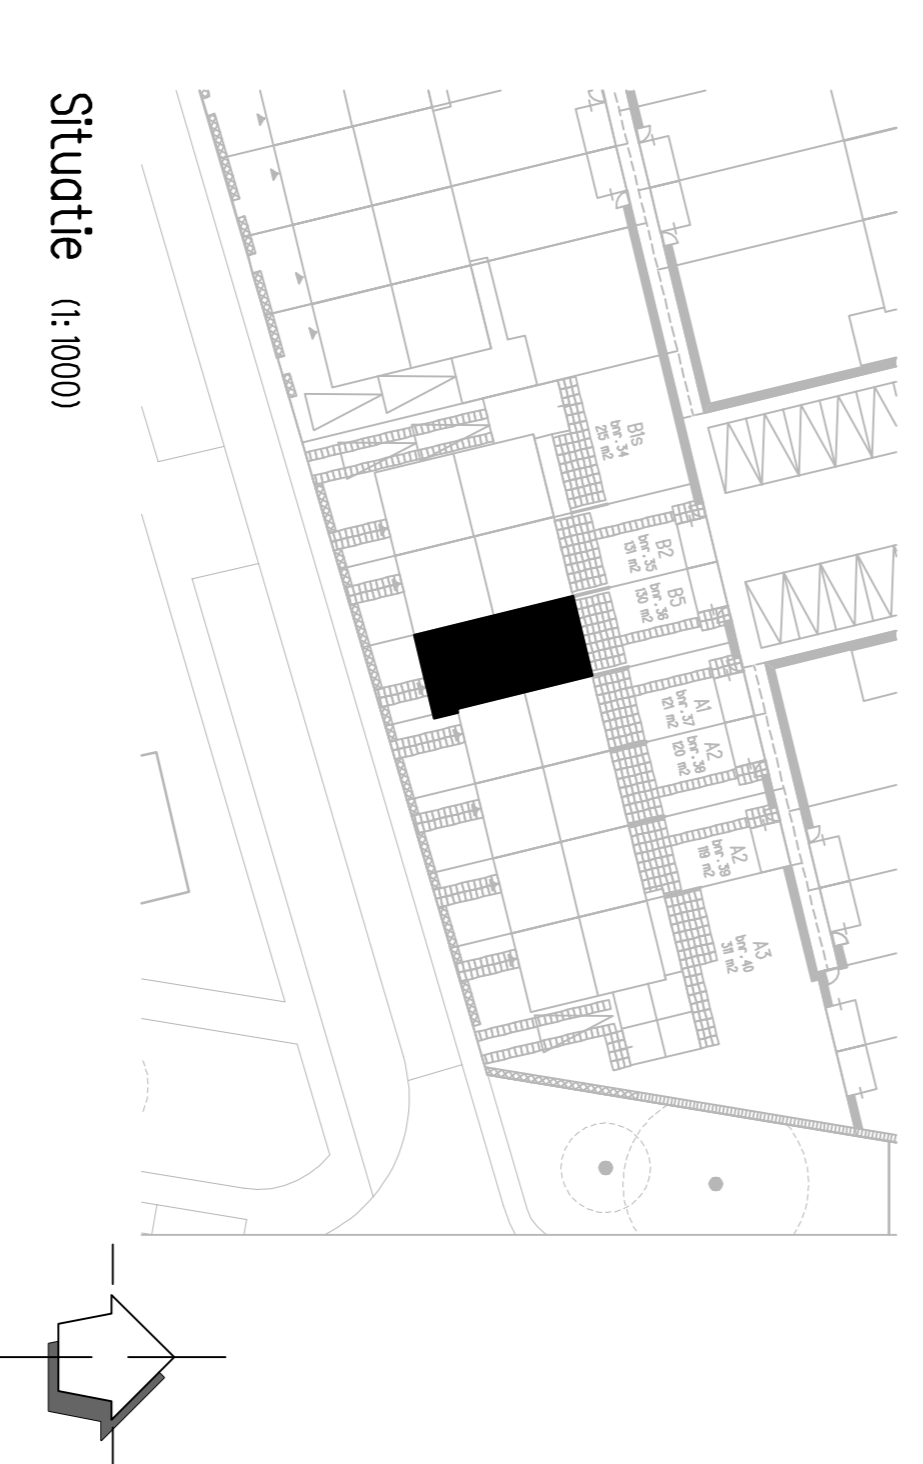 Situatie (1: 10000)
B1s
bnr.34
215 m2
B2
bnr.35
131 m2
B5
bnr.36
130 m2
A1
bnr.37
121 m2
A2
bnr.38
120 m2
A2
bnr.39
119 m2
A3
bnr.40
311 m2